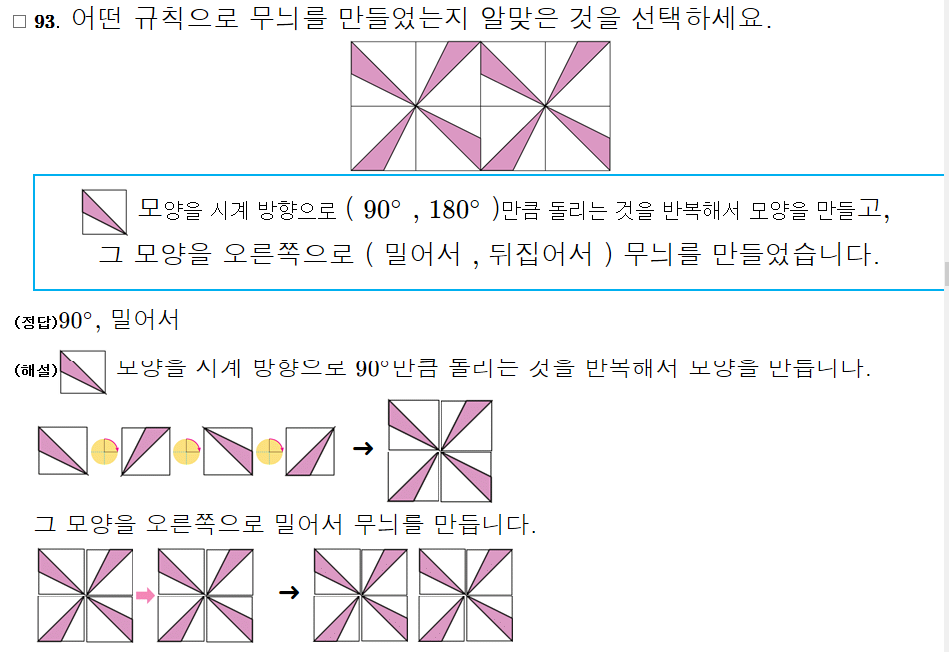 □ 93. 어떤 규칙으로 무늬를 만들었는지 알맞은 것을 선택하세요.
모양을 시계 방향으로 ( 90° , 180° )만큼 돌리는 것을 반복해서 모양을 만들고,
그 모양을 오른쪽으로 ( 밀어서 , 뒤집어서 ) 무늬를 만들었습니다.
(정답)90°, 밀어서
(해설) 모양을 시계 방향으로 90°만큼 돌리는 것을 반복해서 모양을 만듭니다.
그 모양을 오른쪽으로 밀어서 무늬를 만듭니다.